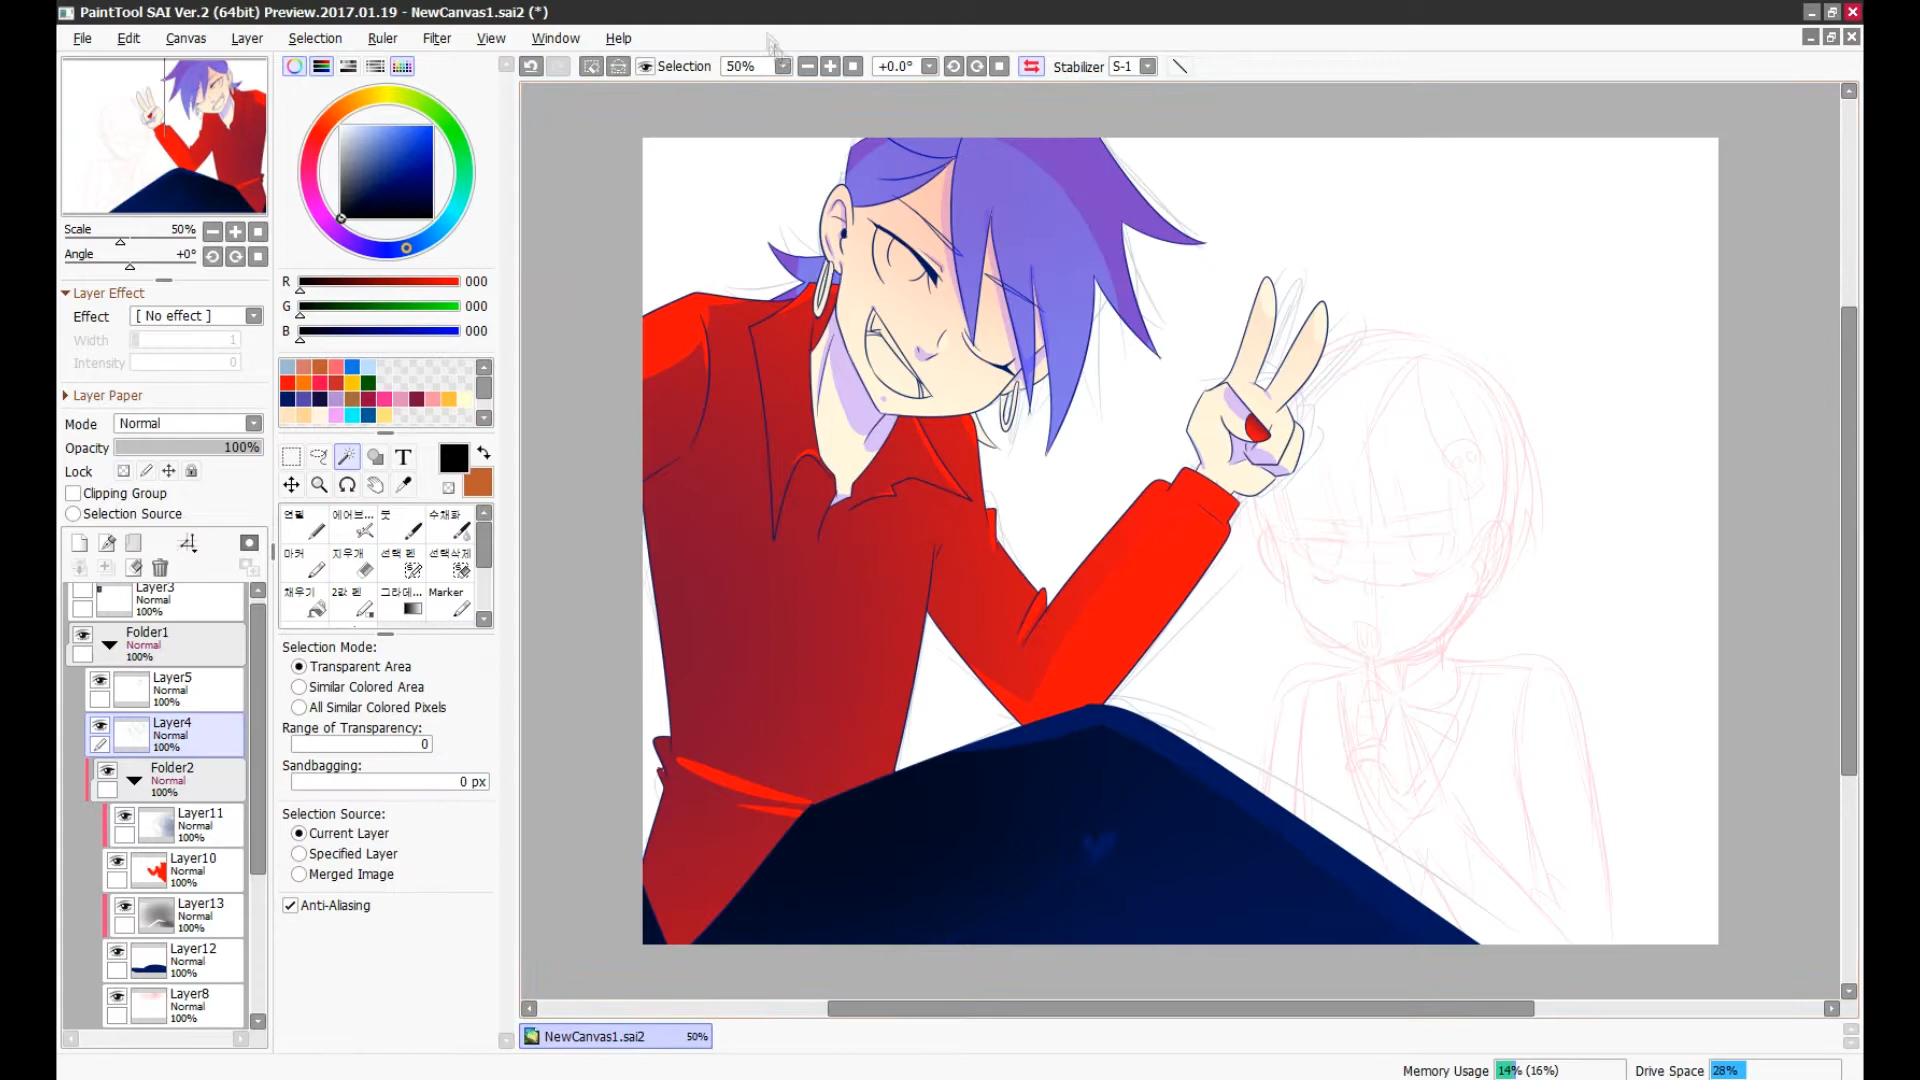 PaintTool SAI Ver.2 (64bit) Preview.2017.01.19 - NewCanvas1.sai2 (*)
File Edit Canvas Layer Selection Ruler Filter View Window Help
Selection 50% +0.0° Stabilizer S-1
Scale 50%
Angle +0°
Layer Effect
Effect [ No effect ]
Width 1
Intensity 0
Layer Paper
Mode Normal
Opacity 100%
Lock
Clipping Group
Selection Source
Layer3
Normal
100%
Folder1
Normal
100%
Layer5
Normal
100%
Layer4
Normal
100%
Folder2
Normal
100%
Layer11
Normal
100%
Layer10
Normal
100%
Layer13
Normal
100%
Layer12
Normal
100%
Layer8
Normal
100%
R 000
G 000
B 000
T
연필 에어브... 붓 수채화
마커 지우개 선택 펜 선택삭제
채우기 2값 펜 그라데... Marker
Selection Mode:
Transparent Area
Similar Colored Area
All Similar Colored Pixels
Range of Transparency:
0
Sandbagging:
0 px
Selection Source:
Current Layer
Specified Layer
Merged Image
Anti-Aliasing
NewCanvas1.sai2 50%
Memory Usage 14% (16%) Drive Space 28%